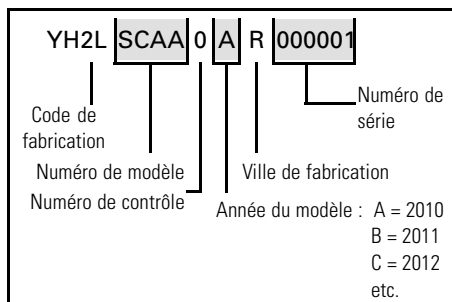 YH2L SCAA 0 A R 000001
Numéro de
série
Code de
fabrication
Numéro de modèle
Ville de fabrication
Numéro de contrôle
Année du modèle : A = 2010
B = 2011
C = 2012
etc.